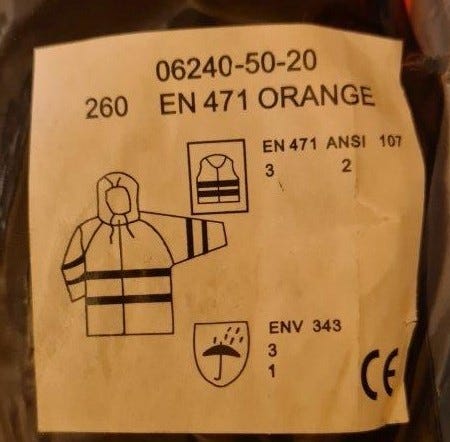 06240-50-20
260 EN 471 ORANGE
EN 471 ANSI 107
3 2
ENV 343
3
1
CE